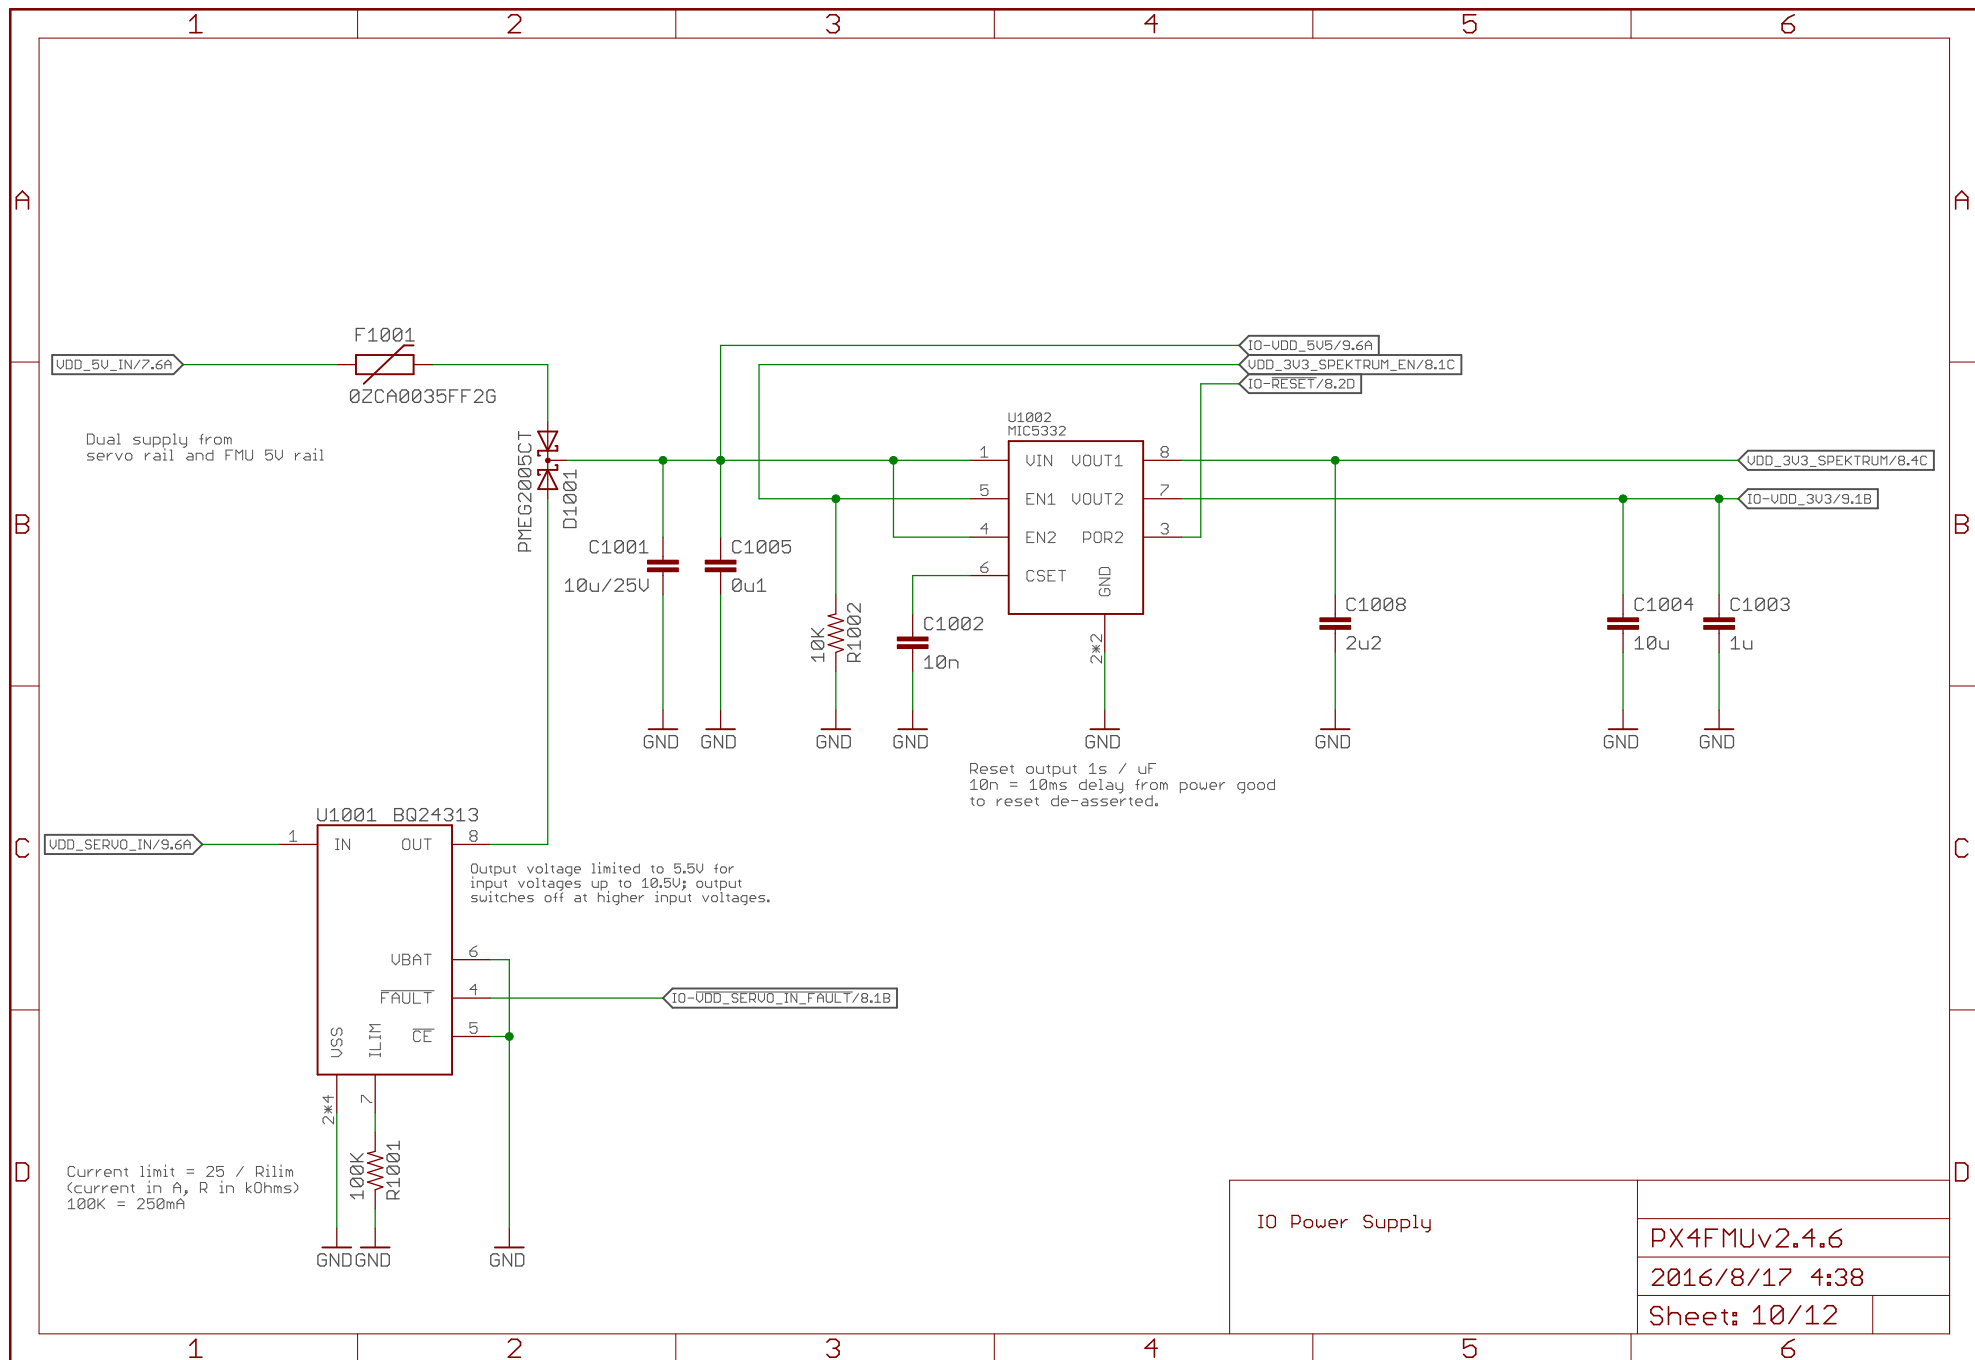 1 2 3 4 5 6
A A
F1001
VDD_5V_IN/7.6A
0ZCA0035FF2G
IO-VDD_5V5/9.6A
VDD_3V3_SPEKTRUM_EN/8.1C
IO-RESET/8.2D
Dual supply from
servo rail and FMU 5V rail
PMEG2005CT
D1001
U1002
MIC5332
1 VIN VOUT1 8
5 EN1 VOUT2 7
4 EN2 POR2 3
6 CSET GND
2*2
VDD_3V3_SPEKTRUM/8.4C
IO-VDD_3V3/9.1B
B B
C1001
10u/25V
C1005
0u1
10K
R1002
C1002
10n
C1008
2u2
C1004
10u
C1003
1u
GND GND GND GND GND GND GND GND
Reset output 1s / uF
10n = 10ms delay from power good
to reset de-asserted.
U1001 BQ24313
C C
VDD_SERVO_IN/9.6A
1 IN OUT 8
Output voltage limited to 5.5V for
input voltages up to 10.5V; output
switches off at higher input voltages.
VBAT 6
FAULT 4
IO-VDD_SERVO_IN_FAULT/8.1B
CE 5
VSS ILIM
2*4 7
100K
R1001
D D
Current limit = 25 / Rilim
(current in A, R in kOhms)
100K = 250mA
GND GND GND
IO Power Supply
PX4FMUv2.4.6
2016/8/17 4:38
Sheet: 10/12
1 2 3 4 5 6